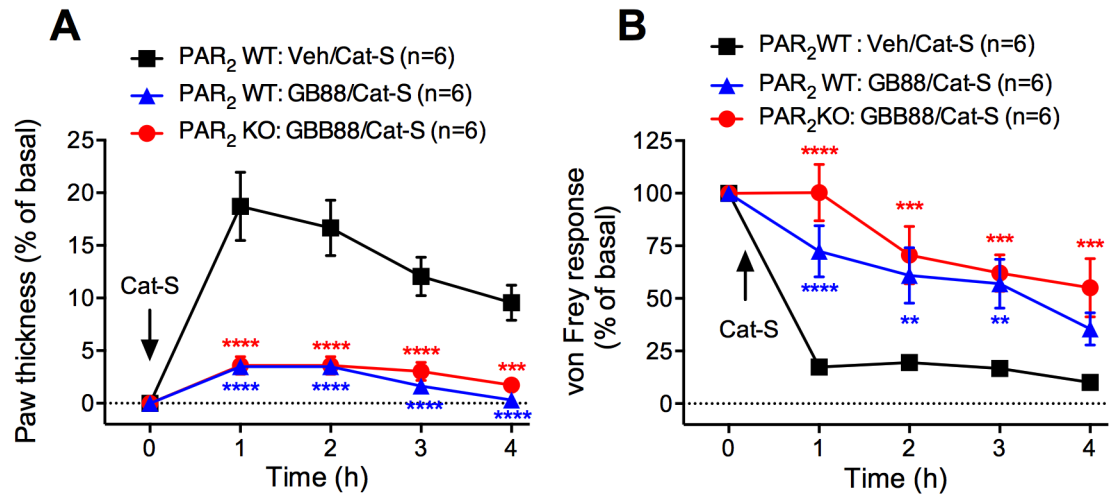 A
PAR2 WT: Veh/Cat-S (n=6)
PAR2 WT: GB88/Cat-S (n=6)
PAR2 KO: GBB88/Cat-S (n=6)
Paw thickness (% of basal)
25
20
15
10
5
0
Cat-S
****
****
****
***
****
****
****
****
0 1 2 3 4
Time (h)
B
PAR2WT : Veh/Cat-S (n=6)
PAR2 WT: GB88/Cat-S (n=6)
PAR2KO: GBB88/Cat-S (n=6)
von Frey response
(% of basal)
125
100
75
50
25
0
Cat-S
****
***
***
***
****
**
**
0 1 2 3 4
Time (h)